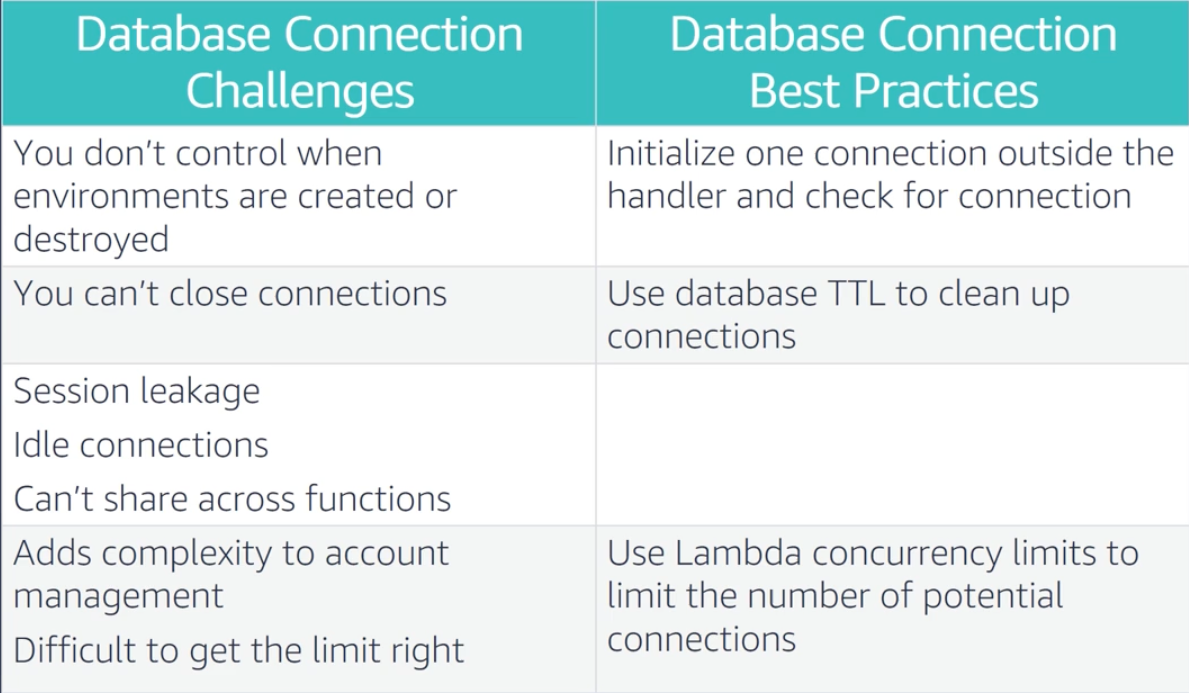 Database Connection
Challenges
Database Connection
Best Practices
You don't control when
environments are created or
destroyed
Initialize one connection outside the
handler and check for connection
You can't close connections
Use database TTL to clean up
connections
Session leakage
Idle connections
Can't share across functions
Adds complexity to account
management
Difficult to get the limit right
Use Lambda concurrency limits to
limit the number of potential
connections